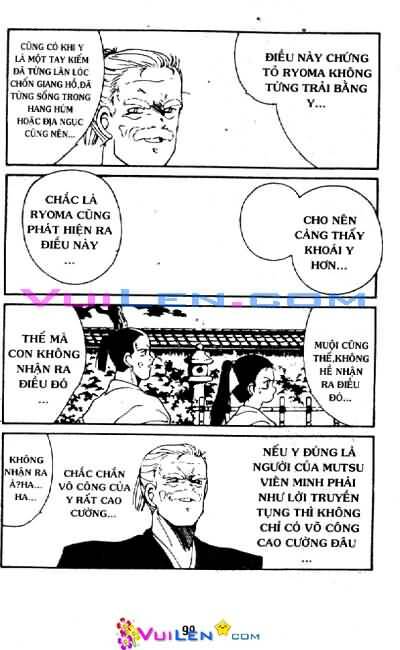 ĐIỀU NÀY CHỨNG
TỎ RYOMA KHÔNG
TỪNG TRẢI BẰNG
Y...
CŨNG CÓ KHI Y
LÀ MỘT TAY KIẾM
ĐÃ TỪNG LĂN LÓC
CHỐN GIANG HỒ,ĐÃ
TỪNG SỐNG TRONG
HANG HÙM
HOẶC ĐỊA NGỤC
CŨNG NÊN...
CHO NÊN
CÀNG THẤY
KHOÁI Y
HƠN...
CHẮC LÀ
RYOMA CŨNG
PHÁT HIỆN RA
ĐIỀU NÀY
...
VUILEN.COM
MUỘI CŨNG
THẾ,KHÔNG
HỀ NHẬN
RA ĐIỀU
ĐÓ...
THẾ MÀ
CON KHÔNG
NHẬN RA
ĐIỀU ĐÓ
...
NẾU Y ĐÚNG LÀ
NGƯỜI CỦA MUTSU
VIÊN MINH PHÁI
NHƯ LỜI TRUYỀN
TỤNG THÌ KHÔNG
CHỈ CÓ VÕ CÔNG
CAO CƯỜNG ĐÂU
...
CHẮC CHẮN
VÕ CÔNG CỦA
Y RẤT CAO
CƯỜNG...
KHÔNG
NHẬN RA
À?HA...
HA...
99
VUILEN.COM